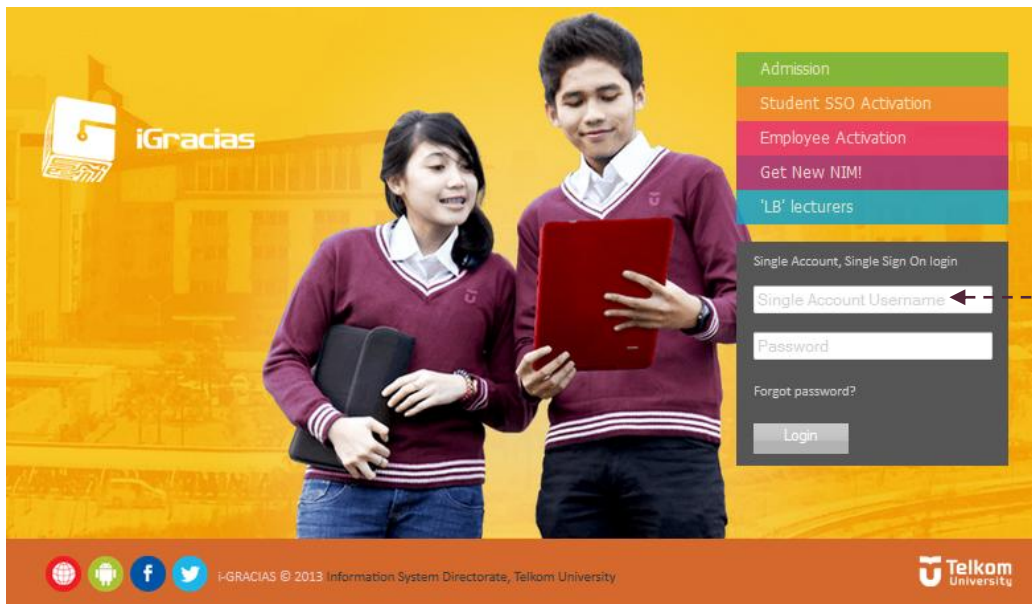 iGracias
Admission
Student SSO Activation
Employee Activation
Get New NIM!
'LB' lecturers
Single Account, Single Sign On login
Single Account Username
Password
Forgot password?
Login
i-GRACIAS © 2013 Information System Directorate, Telkom University
Telkom
University